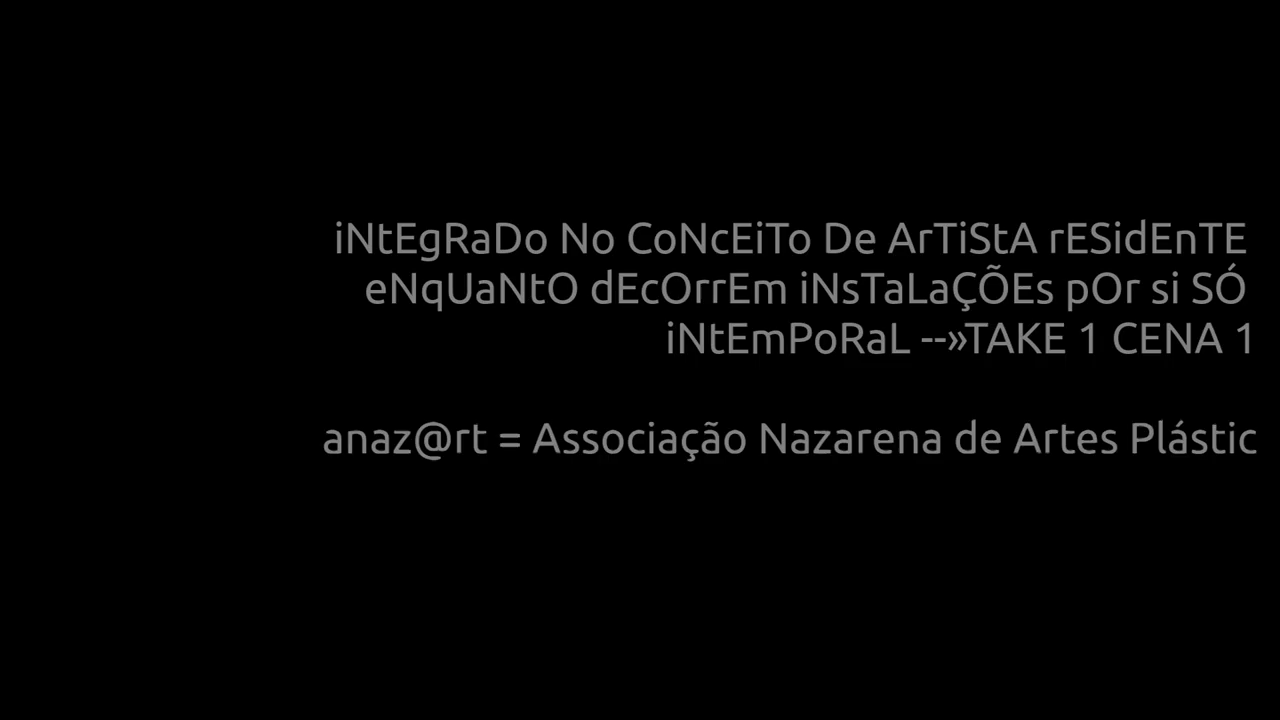 iNtEgRaDo No CoNcEiTo De ArTiStA rESidEnTE
eNqUaNtO dEcOrrEm iNsTaLaÇÕEs pOr si SÓ
iNtEmPoRaL --»TAKE 1 CENA 1
anaz@rt = Associação Nazarena de Artes Plástic